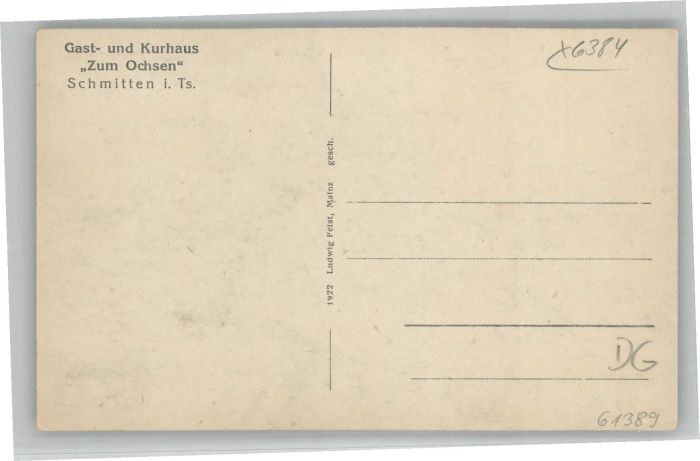 Gast- und Kurhaus
„Zum Ochsen“
Schmitten i. Ts.
x6384
1922 Ludwig Feist, Mainz gesch.
DG
61389